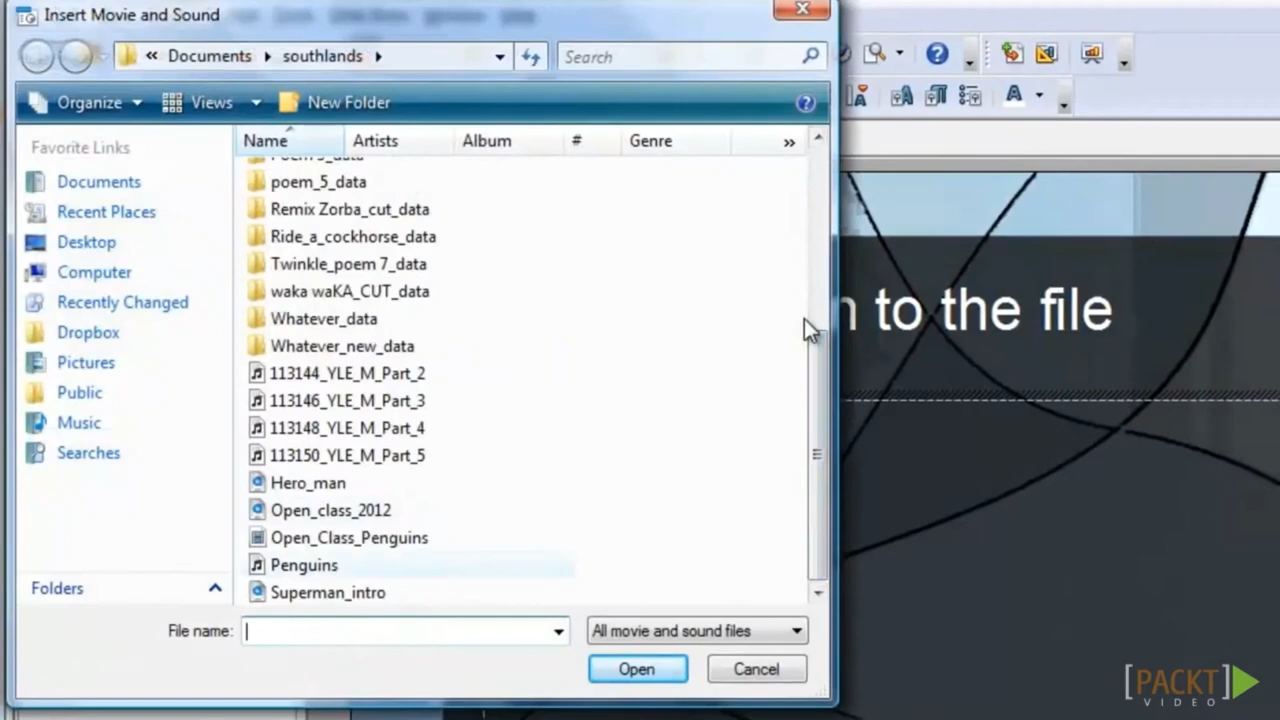 Insert Movie and Sound
« Documents southlands
Search
Organize Views New Folder
Favorite Links
Documents
Recent Places
Desktop
Computer
Recently Changed
Dropbox
Pictures
Public
Music
Searches
Folders
Name Artists Album # Genre »
poem_5_data
Remix Zorba_cut_data
Ride_a_cockhorse_data
Twinkle_poem 7_data
waka waKA_CUT_data
Whatever_data
Whatever_new_data
113144_YLE_M_Part_2
113146_YLE_M_Part_3
113148_YLE_M_Part_4
113150_YLE_M_Part_5
Hero_man
Open_class_2012
Open_Class_Penguins
Penguins
Superman_intro
File name:
All movie and sound files
Open Cancel
to the file
[PACKT]
VIDEO